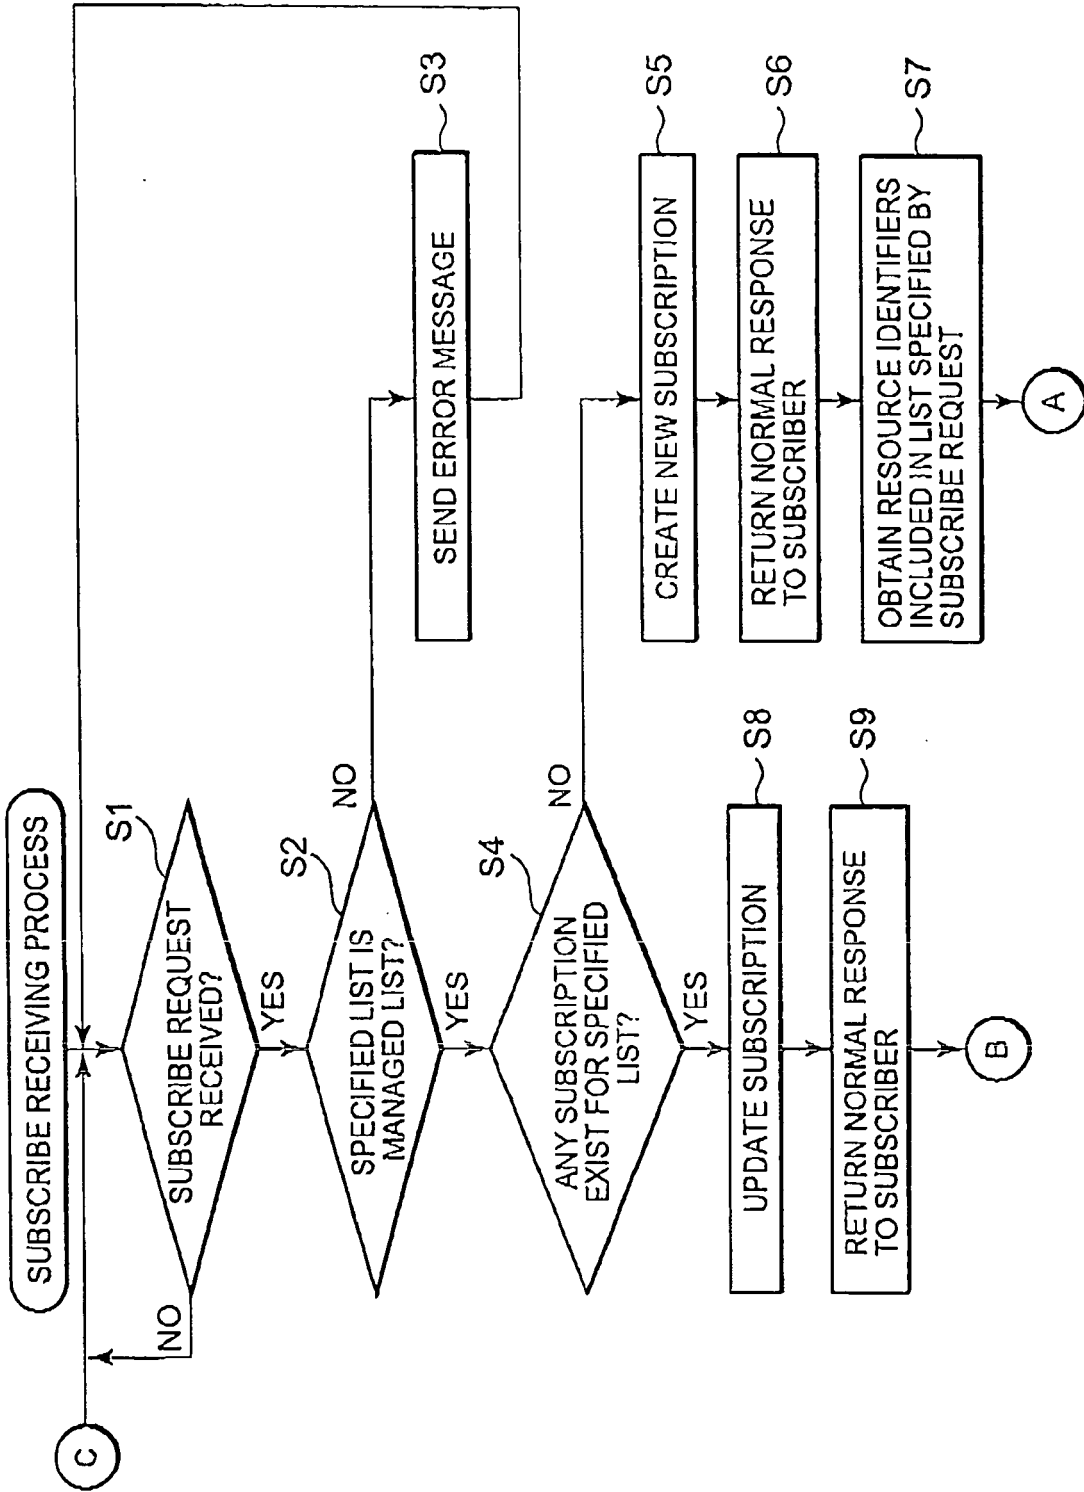 SUBSCRIBE RECEIVING PROCESS
C
S1
SUBSCRIBE REQUEST
RECEIVED?
NO
YES
S2
SPECIFIED LIST IS
MANAGED LIST?
NO
YES
S3
SEND ERROR MESSAGE
S4
ANY SUBSCRIPTION
EXIST FOR SPECIFIED
LIST?
NO
YES
S5
CREATE NEW SUBSCRIPTION
S6
RETURN NORMAL RESPONSE
TO SUBSCRIBER
S7
OBTAIN RESOURCE IDENTIFIERS
INCLUDED IN LIST SPECIFIED BY
SUBSCRIBE REQUEST
A
S8
UPDATE SUBSCRIPTION
S9
RETURN NORMAL RESPONSE
TO SUBSCRIBER
B